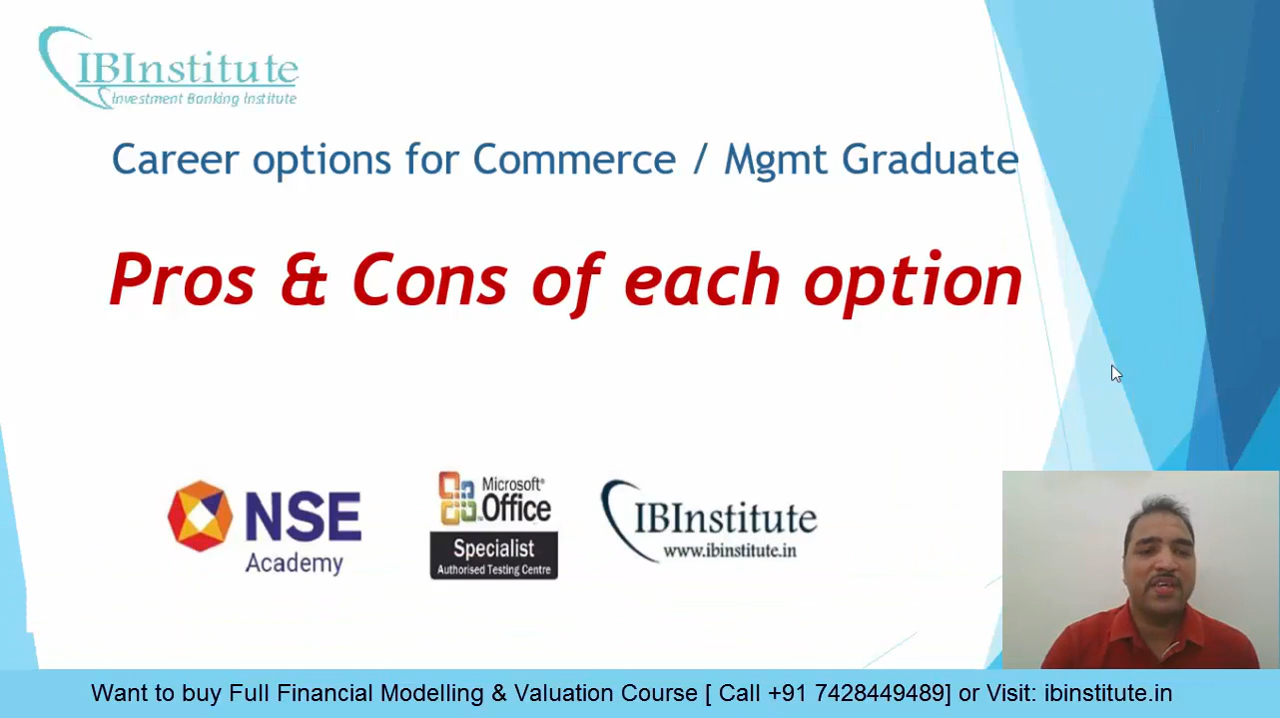 IBInstitute
Investment Banking Institute
Career options for Commerce / Mgmt Graduate
Pros & Cons of each option
NSE
Academy
Microsoft®
Office
Specialist
Authorised Testing Centre
IBInstitute
www.ibinstitute.in
Want to buy Full Financial Modelling & Valuation Course [ Call +91 7428449489] or Visit: ibinstitute.in